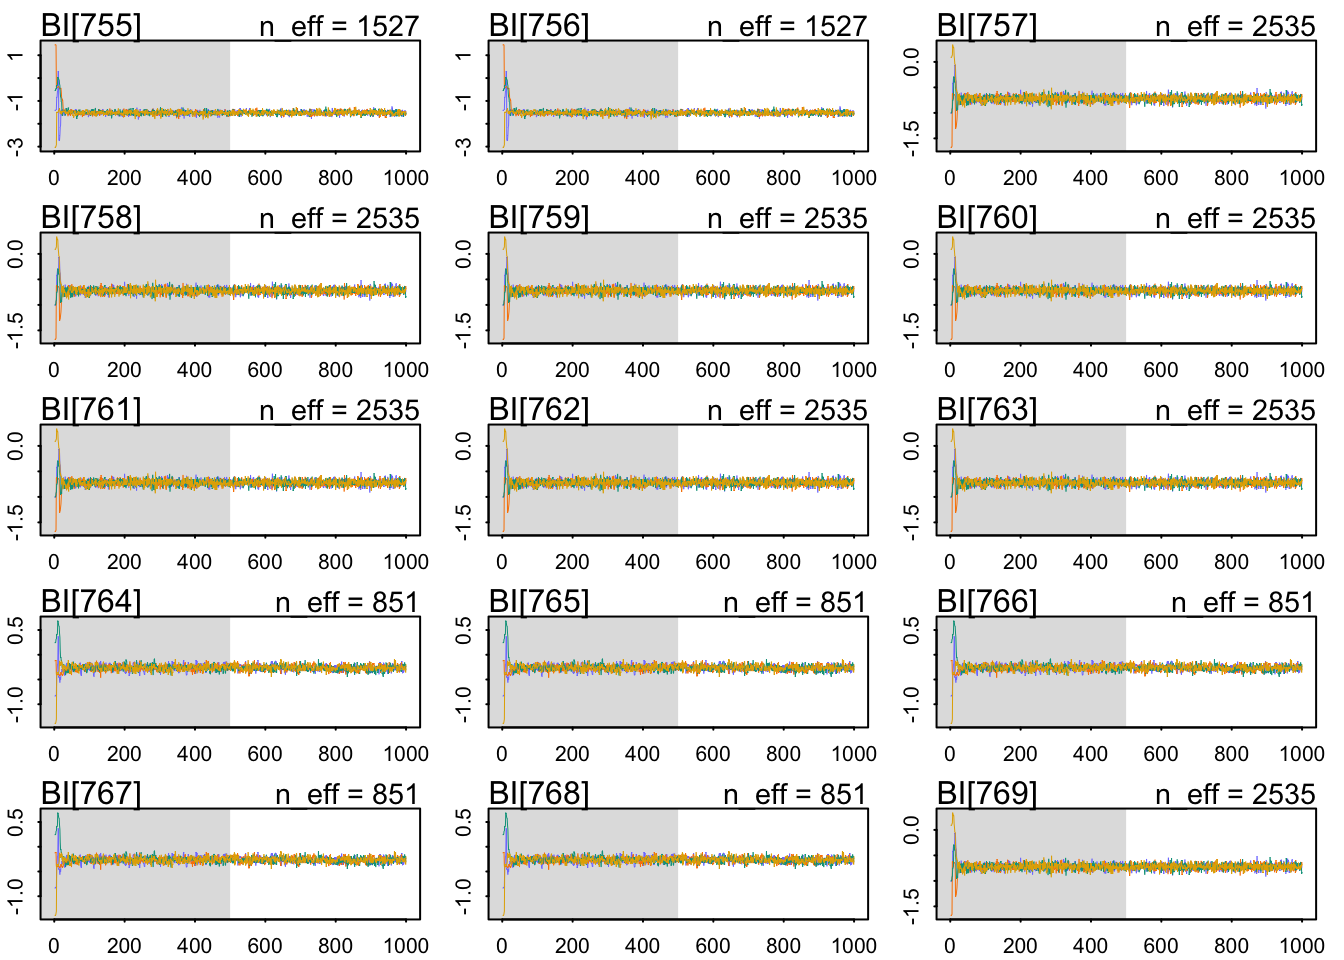 BI[755] n_eff = 1527 BI[756] n_eff = 1527 BI[757] n_eff = 2535
1 -1 -3 1 -1 -3 0.0 -1.5
0 200 400 600 800 1000 0 200 400 600 800 1000 0 200 400 600 800 1000
BI[758] n_eff = 2535 BI[759] n_eff = 2535 BI[760] n_eff = 2535
0.0 -1.5 0.0 -1.5 0.0 -1.5
0 200 400 600 800 1000 0 200 400 600 800 1000 0 200 400 600 800 1000
BI[761] n_eff = 2535 BI[762] n_eff = 2535 BI[763] n_eff = 2535
0.0 -1.5 0.0 -1.5 0.0 -1.5
0 200 400 600 800 1000 0 200 400 600 800 1000 0 200 400 600 800 1000
BI[764] n_eff = 851 BI[765] n_eff = 851 BI[766] n_eff = 851
0.5 -1.0 0.5 -1.0 0.5 -1.0
0 200 400 600 800 1000 0 200 400 600 800 1000 0 200 400 600 800 1000
BI[767] n_eff = 851 BI[768] n_eff = 851 BI[769] n_eff = 2535
0.5 -1.0 0.5 -1.0 0.0 -1.5
0 200 400 600 800 1000 0 200 400 600 800 1000 0 200 400 600 800 1000